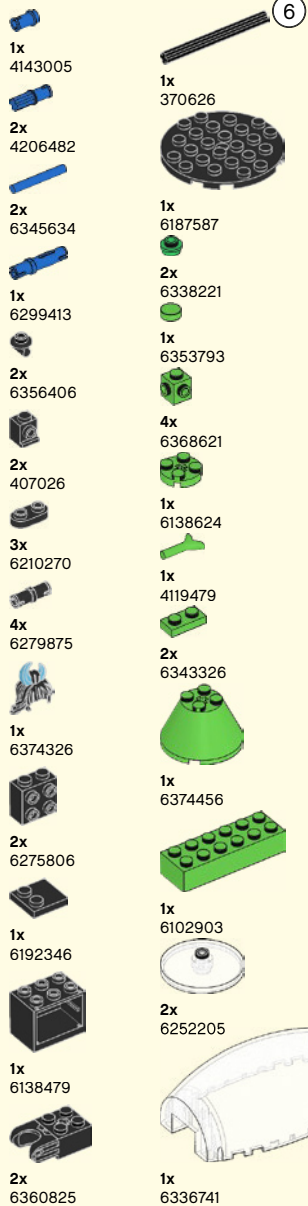 1x
4143005
2x
4206482
2x
6345634
1x
6299413
2x
6356406
2x
407026
3x
6210270
4x
6279875
1x
6374326
2x
6275806
1x
6192346
1x
6138479
2x
6360825
6
1x
370626
1x
6187587
2x
6338221
1x
6353793
4x
6368621
1x
6138624
1x
4119479
2x
6343326
1x
6374456
1x
6102903
2x
6252205
1x
6336741